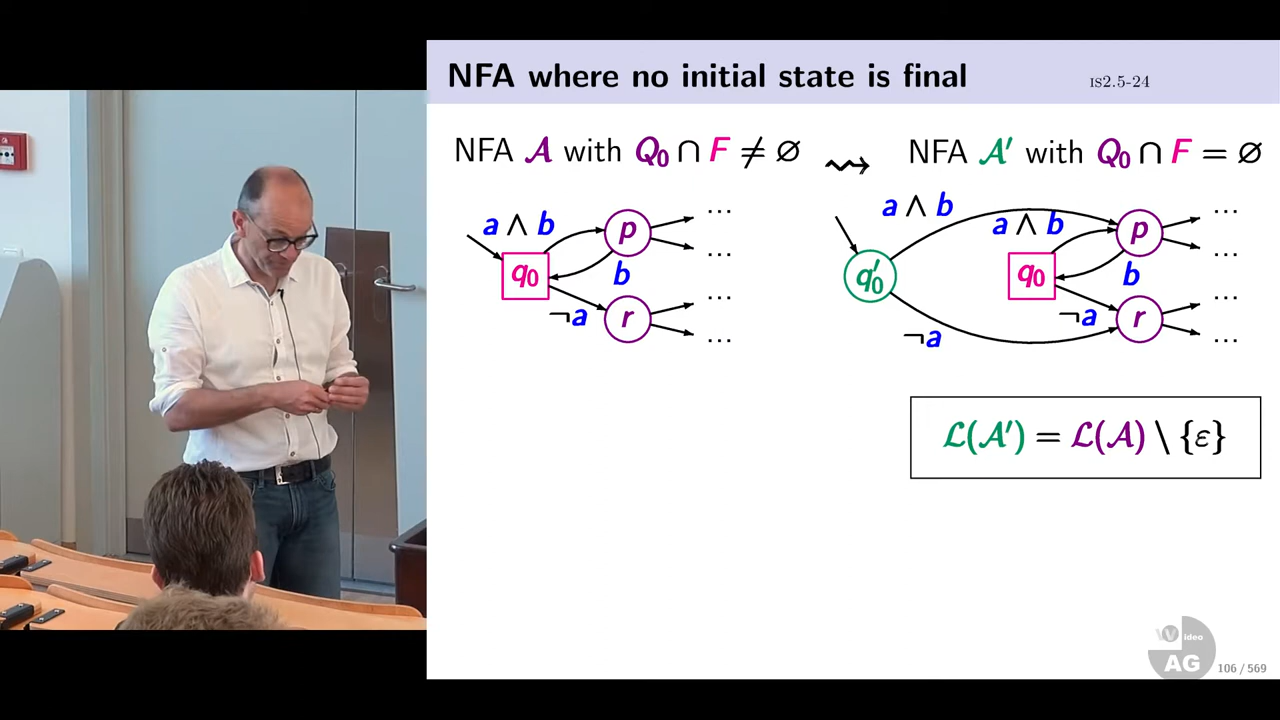 NFA where no initial state is final
IS2.5-24
NFA 𝒜 with Q₀ ∩ F ≠ ∅ ⇝ NFA 𝒜′ with Q₀ ∩ F = ∅
a ∧ b
p
...
...
q₀
b
¬a
r
...
...
a ∧ b
a ∧ b
p
...
...
q₀′
q₀
b
¬a
r
...
...
¬a
ℒ(𝒜′) = ℒ(𝒜) \ {ε}
Video
AG
106 / 569